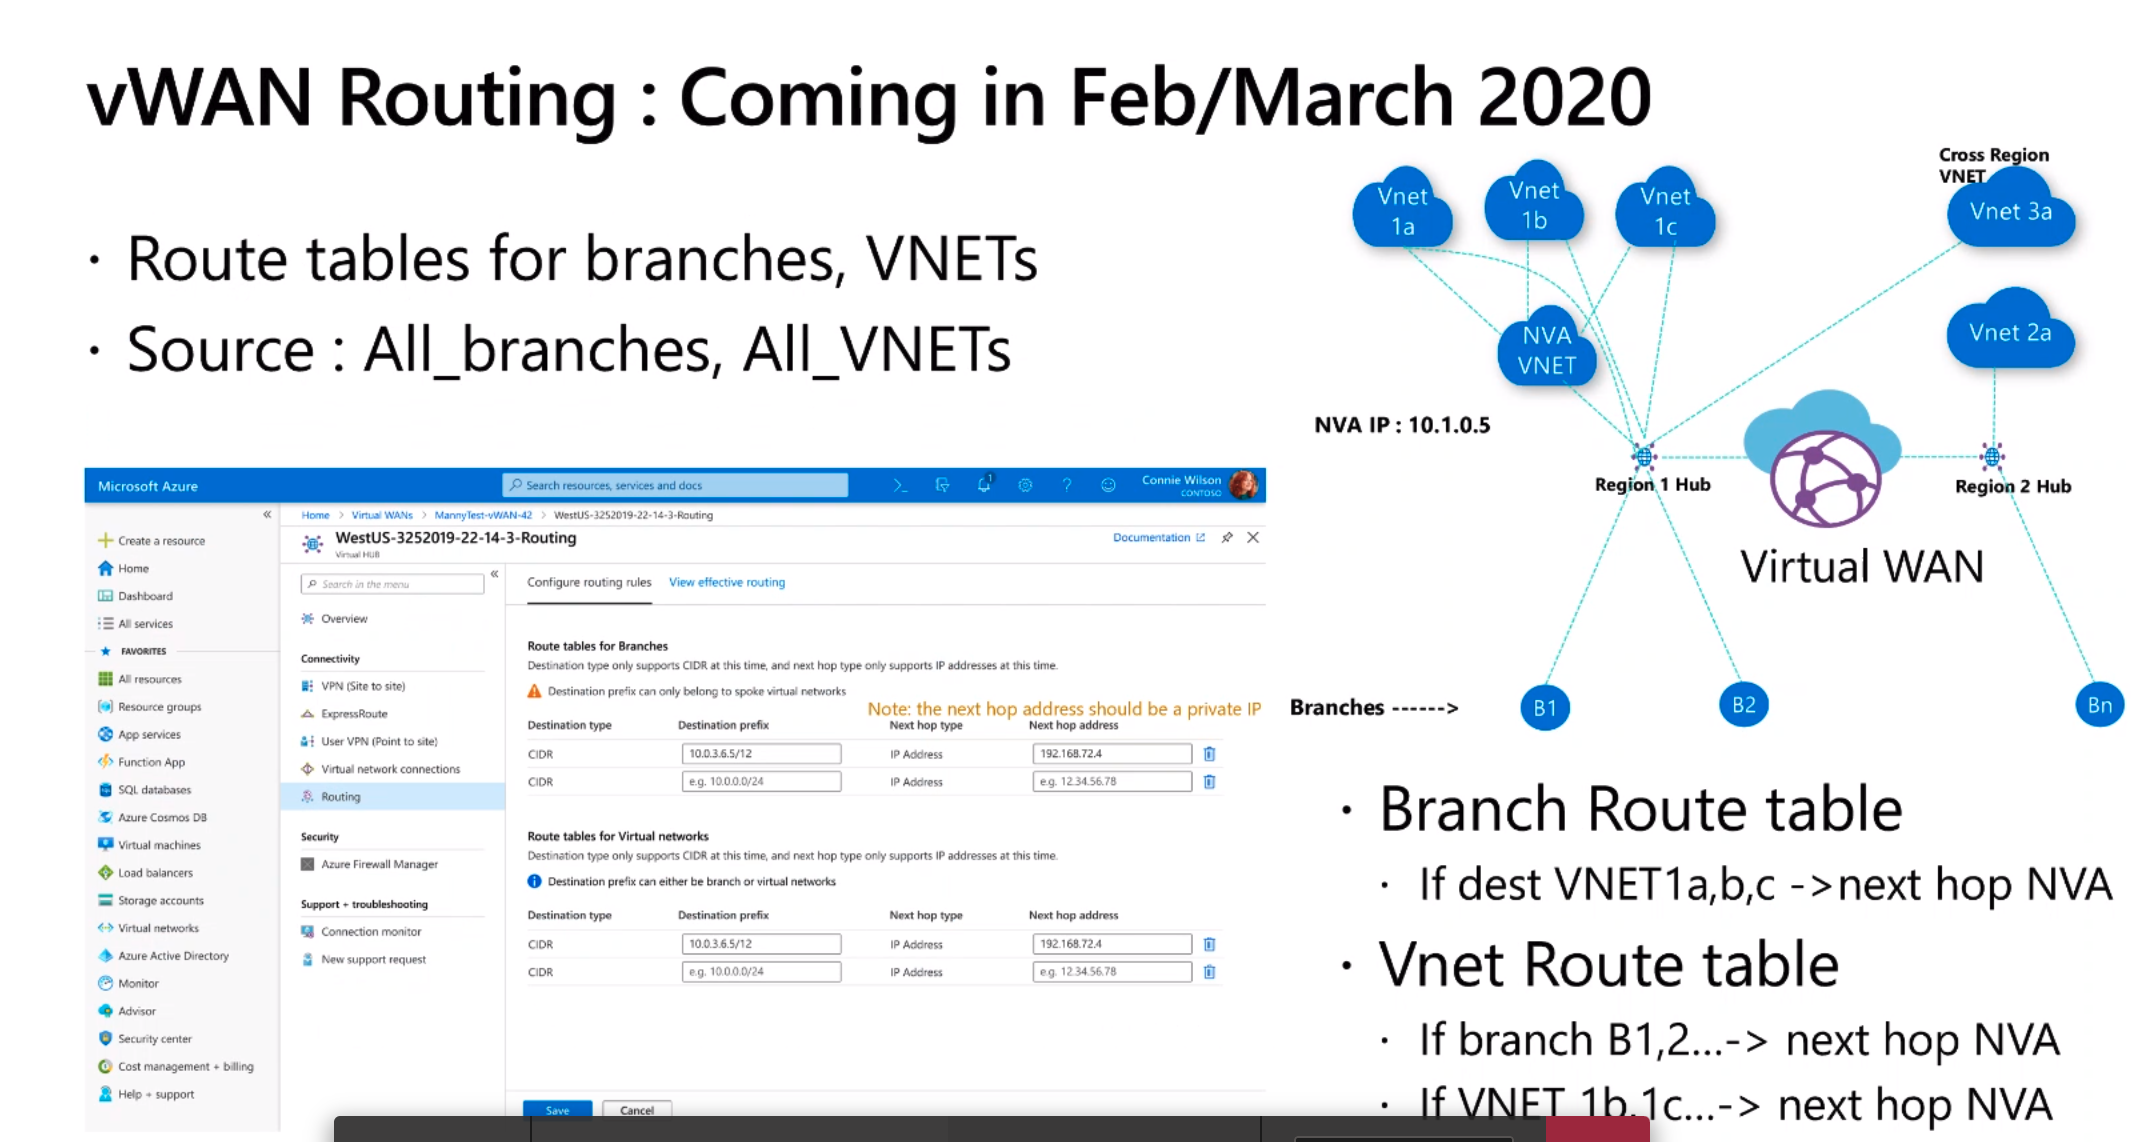 vWAN Routing : Coming in Feb/March 2020
· Route tables for branches, VNETs
· Source : All_branches, All_VNETs
Microsoft Azure
Search resources, services and docs
1
Connie Wilson
CONTOSO
«
Create a resource
Home
Dashboard
All services
FAVORITES
All resources
Resource groups
App services
Function App
SQL databases
Azure Cosmos DB
Virtual machines
Load balancers
Storage accounts
Virtual networks
Azure Active Directory
Monitor
Advisor
Security center
Cost management + billing
Help + support
Home > Virtual WANs > MannyTest-vWAN-42 > WestUS-3252019-22-14-3-Routing
WestUS-3252019-22-14-3-Routing
Virtual HUB
Documentation
Search in the menu
«
Overview
Connectivity
VPN (Site to site)
ExpressRoute
User VPN (Point to site)
Virtual network connections
Routing
Security
Azure Firewall Manager
Support + troubleshooting
Connection monitor
New support request
Configure routing rules View effective routing
Route tables for Branches
Destination type only supports CIDR at this time, and next hop type only supports IP addresses at this time.
Destination prefix can only belong to spoke virtual networks
Note: the next hop address should be a private IP
Destination type Destination prefix Next hop type Next hop address
CIDR 10.0.3.6.5/12 IP Address 192.168.72.4
CIDR e.g. 10.0.0.0/24 IP Address e.g. 12.34.56.78
Route tables for Virtual networks
Destination type only supports CIDR at this time, and next hop type only supports IP addresses at this time.
Destination prefix can either be branch or virtual networks
Destination type Destination prefix Next hop type Next hop address
CIDR 10.0.3.6.5/12 IP Address 192.168.72.4
CIDR e.g. 10.0.0.0/24 IP Address e.g. 12.34.56.78
Save Cancel
Vnet
1a
Vnet
1b
Vnet
1c
Cross Region
VNET
Vnet 3a
NVA
VNET
Vnet 2a
NVA IP : 10.1.0.5
Region 1 Hub
Region 2 Hub
Virtual WAN
Branches ------>
B1
B2
Bn
· Branch Route table
· If dest VNET1a,b,c ->next hop NVA
· Vnet Route table
· If branch B1,2...-> next hop NVA
· If VNET 1b,1c...-> next hop NVA